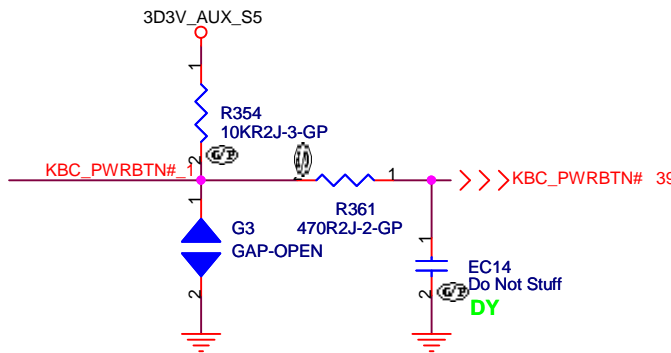 3D3V_AUX_S5
1
R354
10KR2J-3-GP
2
G/P
KBC_PWRBTN#_1
2
G/P
1
KBC_PWRBTN# 39
R361
470R2J-2-GP
1
G3
GAP-OPEN
2
1
EC14
Do Not Stuff
2
G/P
DY